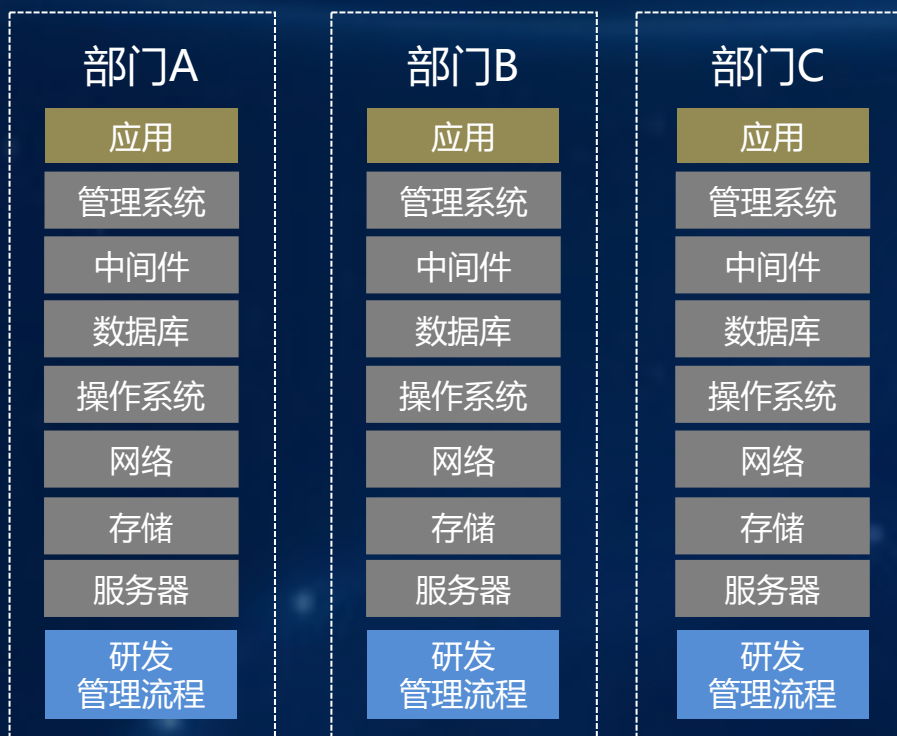 部门A
应用
管理系统
中间件
数据库
操作系统
网络
存储
服务器
研发
管理流程
部门B
应用
管理系统
中间件
数据库
操作系统
网络
存储
服务器
研发
管理流程
部门C
应用
管理系统
中间件
数据库
操作系统
网络
存储
服务器
研发
管理流程